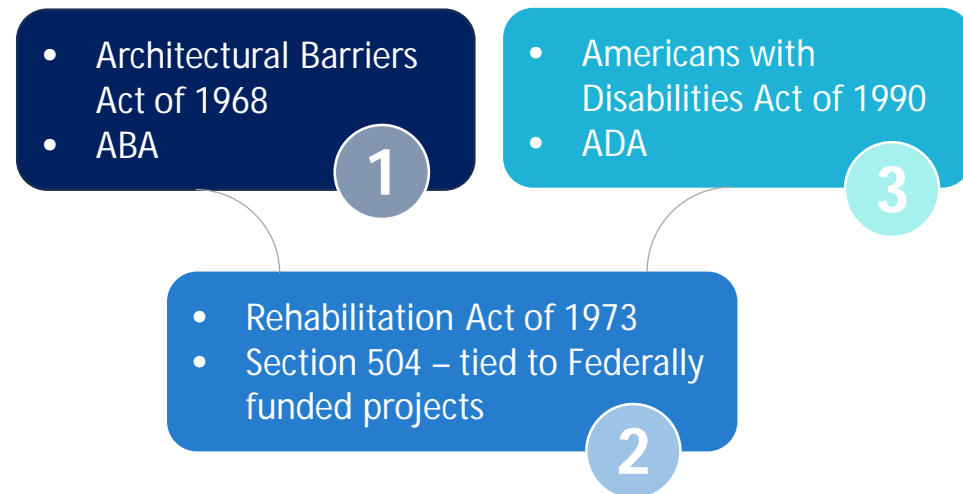 • Architectural Barriers
Act of 1968
• ABA
1
• Rehabilitation Act of 1973
• Section 504 – tied to Federally
funded projects
2
• Americans with
Disabilities Act of 1990
• ADA
3